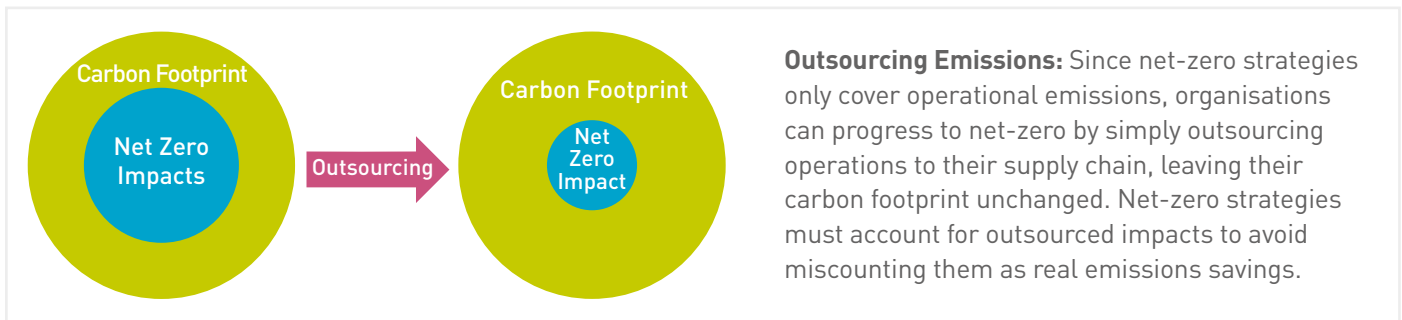 Carbon Footprint
Net Zero
Impacts
Outsourcing
Carbon Footprint
Net
Zero
Impact
Outsourcing Emissions: Since net-zero strategies
only cover operational emissions, organisations
can progress to net-zero by simply outsourcing
operations to their supply chain, leaving their
carbon footprint unchanged. Net-zero strategies
must account for outsourced impacts to avoid
miscounting them as real emissions savings.